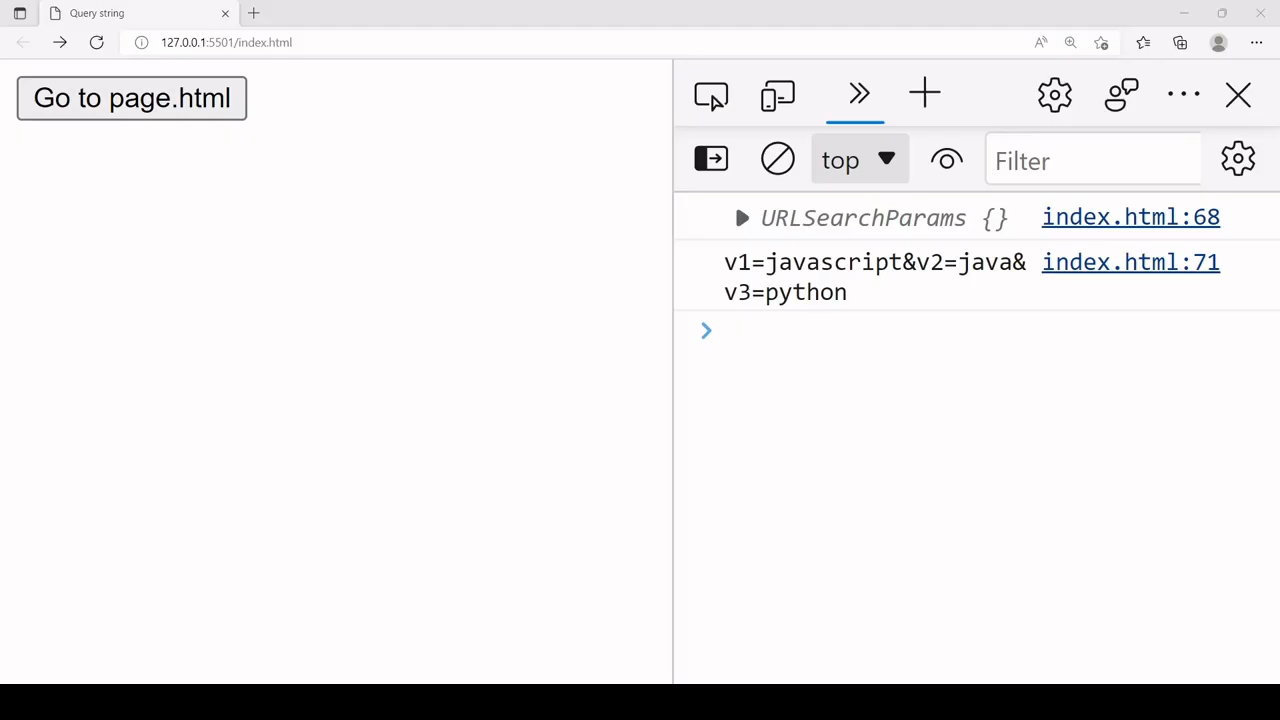 Query string
127.0.0.1:5501/index.html
Go to page.html
top
Filter
URLSearchParams {}
index.html:68
v1=javascript&v2=java&
index.html:71
v3=python